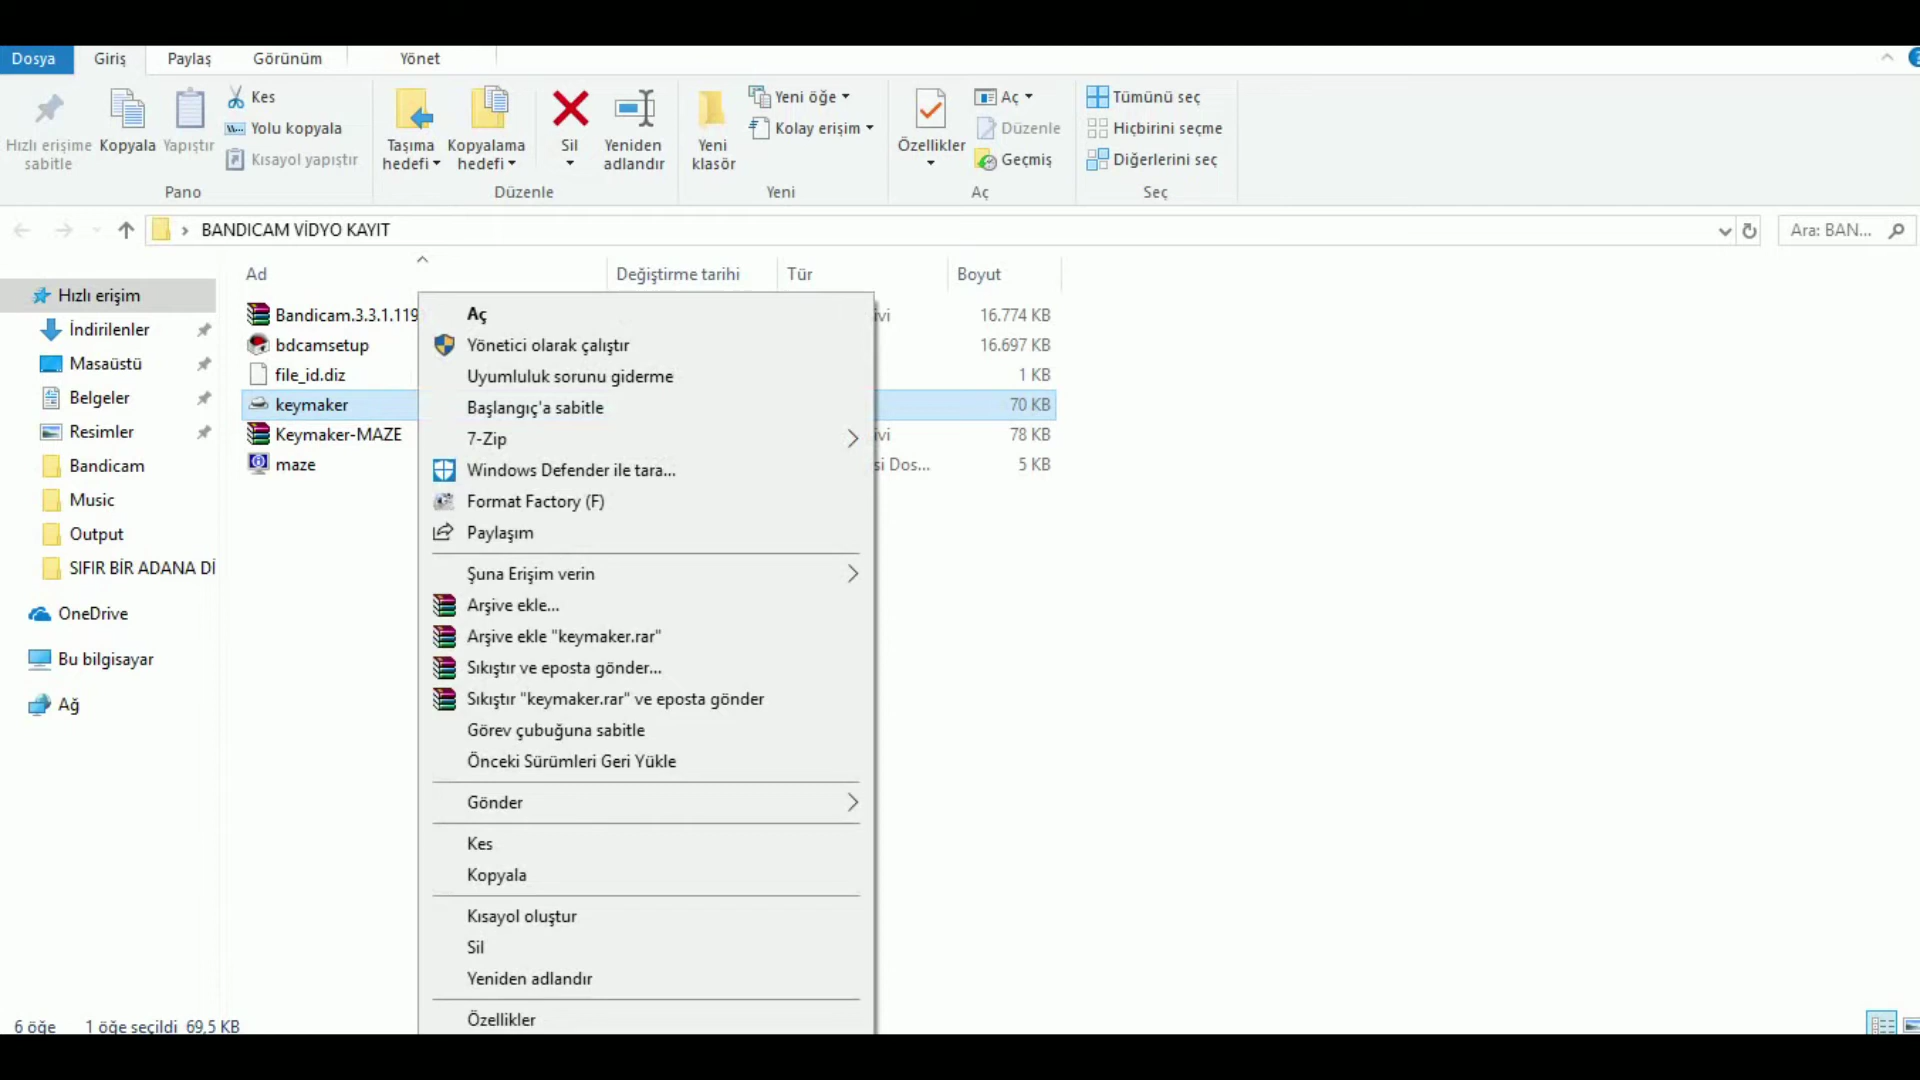 Dosya
Giriş
Paylaş
Görünüm
Yönet
Hızlı erişime
sabitle
Kopyala
Yapıştır
Kes
Yolu kopyala
Kısayol yapıştır
Pano
Taşıma
hedefi
Kopyalama
hedefi
Sil
Yeniden
adlandır
Düzenle
Yeni
klasör
Yeni öğe
Kolay erişim
Yeni
Özellikler
Aç
Düzenle
Geçmiş
Aç
Tümünü seç
Hiçbirini seçme
Diğerlerini seç
Seç
BANDICAM VİDYO KAYIT
Ara: BAN...
Ad
Değiştirme tarihi
Tür
Boyut
Hızlı erişim
İndirilenler
Masaüstü
Belgeler
Resimler
Bandicam
Music
Output
SIFIR BİR ADANA Dİ
OneDrive
Bu bilgisayar
Ağ
Bandicam.3.3.1.119
16.774 KB
bdcamsetup
16.697 KB
file_id.diz
1 KB
keymaker
70 KB
Keymaker-MAZE
78 KB
maze
si Dos...
5 KB
Aç
Yönetici olarak çalıştır
Uyumluluk sorunu giderme
Başlangıç'a sabitle
7-Zip
Windows Defender ile tara...
Format Factory (F)
Paylaşım
Şuna Erişim verin
Arşive ekle...
Arşive ekle "keymaker.rar"
Sıkıştır ve eposta gönder...
Sıkıştır "keymaker.rar" ve eposta gönder
Görev çubuğuna sabitle
Önceki Sürümleri Geri Yükle
Gönder
Kes
Kopyala
Kısayol oluştur
Sil
Yeniden adlandır
Özellikler
6 öğe
1 öğe seçildi 69,5 KB